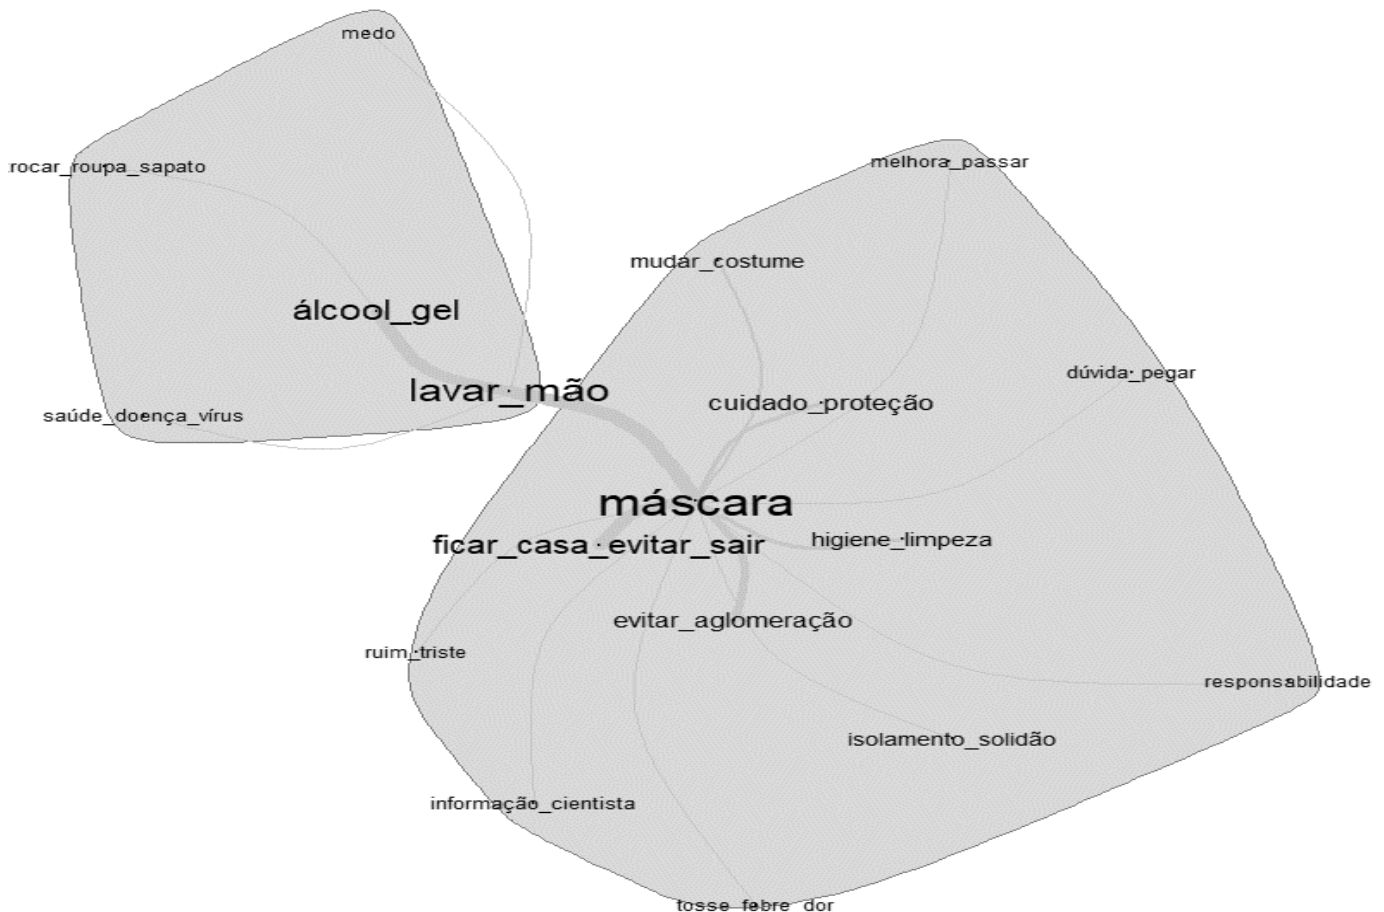 medo
melhora_passar
:rocar_roupa_sapato
mudar_costume
álcool_gel
dúvida_pegar
lavar_mão
cuidado_proteção
saúde_doença_vírus
máscara
higiene_limpeza
ficar_casa_evitar_sair
evitar_aglomeração
ruim_triste
responsabilidade
isolamento_solidão
informação_cientista
tosse_febre_dor